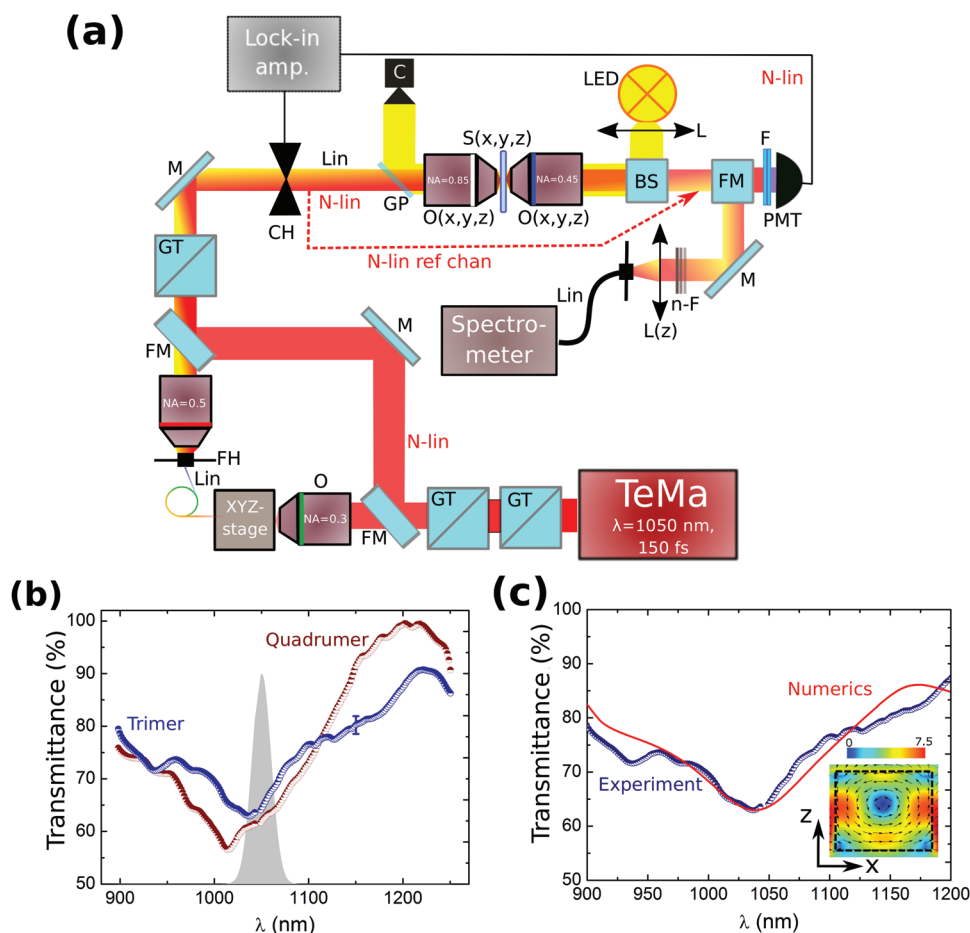 (a)
Lock-in
amp.
C
LED
N-lin
L
F
S(x,y,z)
M
Lin
NA=0.85
NA=0.45
BS
FM
N-lin
GP
O(x,y,z)
O(x,y,z)
PMT
CH
GT
N-lin ref chan
M
Lin
n-F
L(z)
Spectro-
meter
M
FM
NA=0.5
N-lin
FH
Lin
O
XYZ-
stage
NA=0.3
FM
GT
GT
TeMa
λ=1050 nm,
150 fs
(b)
100
90
80
70
60
50
Transmittance (%)
Quadrumer
Trimer
900
1000
1100
1200
λ (nm)
(c)
100
90
80
70
60
50
Transmittance (%)
Numerics
Experiment
0
7.5
z
x
900
950
1000
1050
1100
1150
1200
λ (nm)